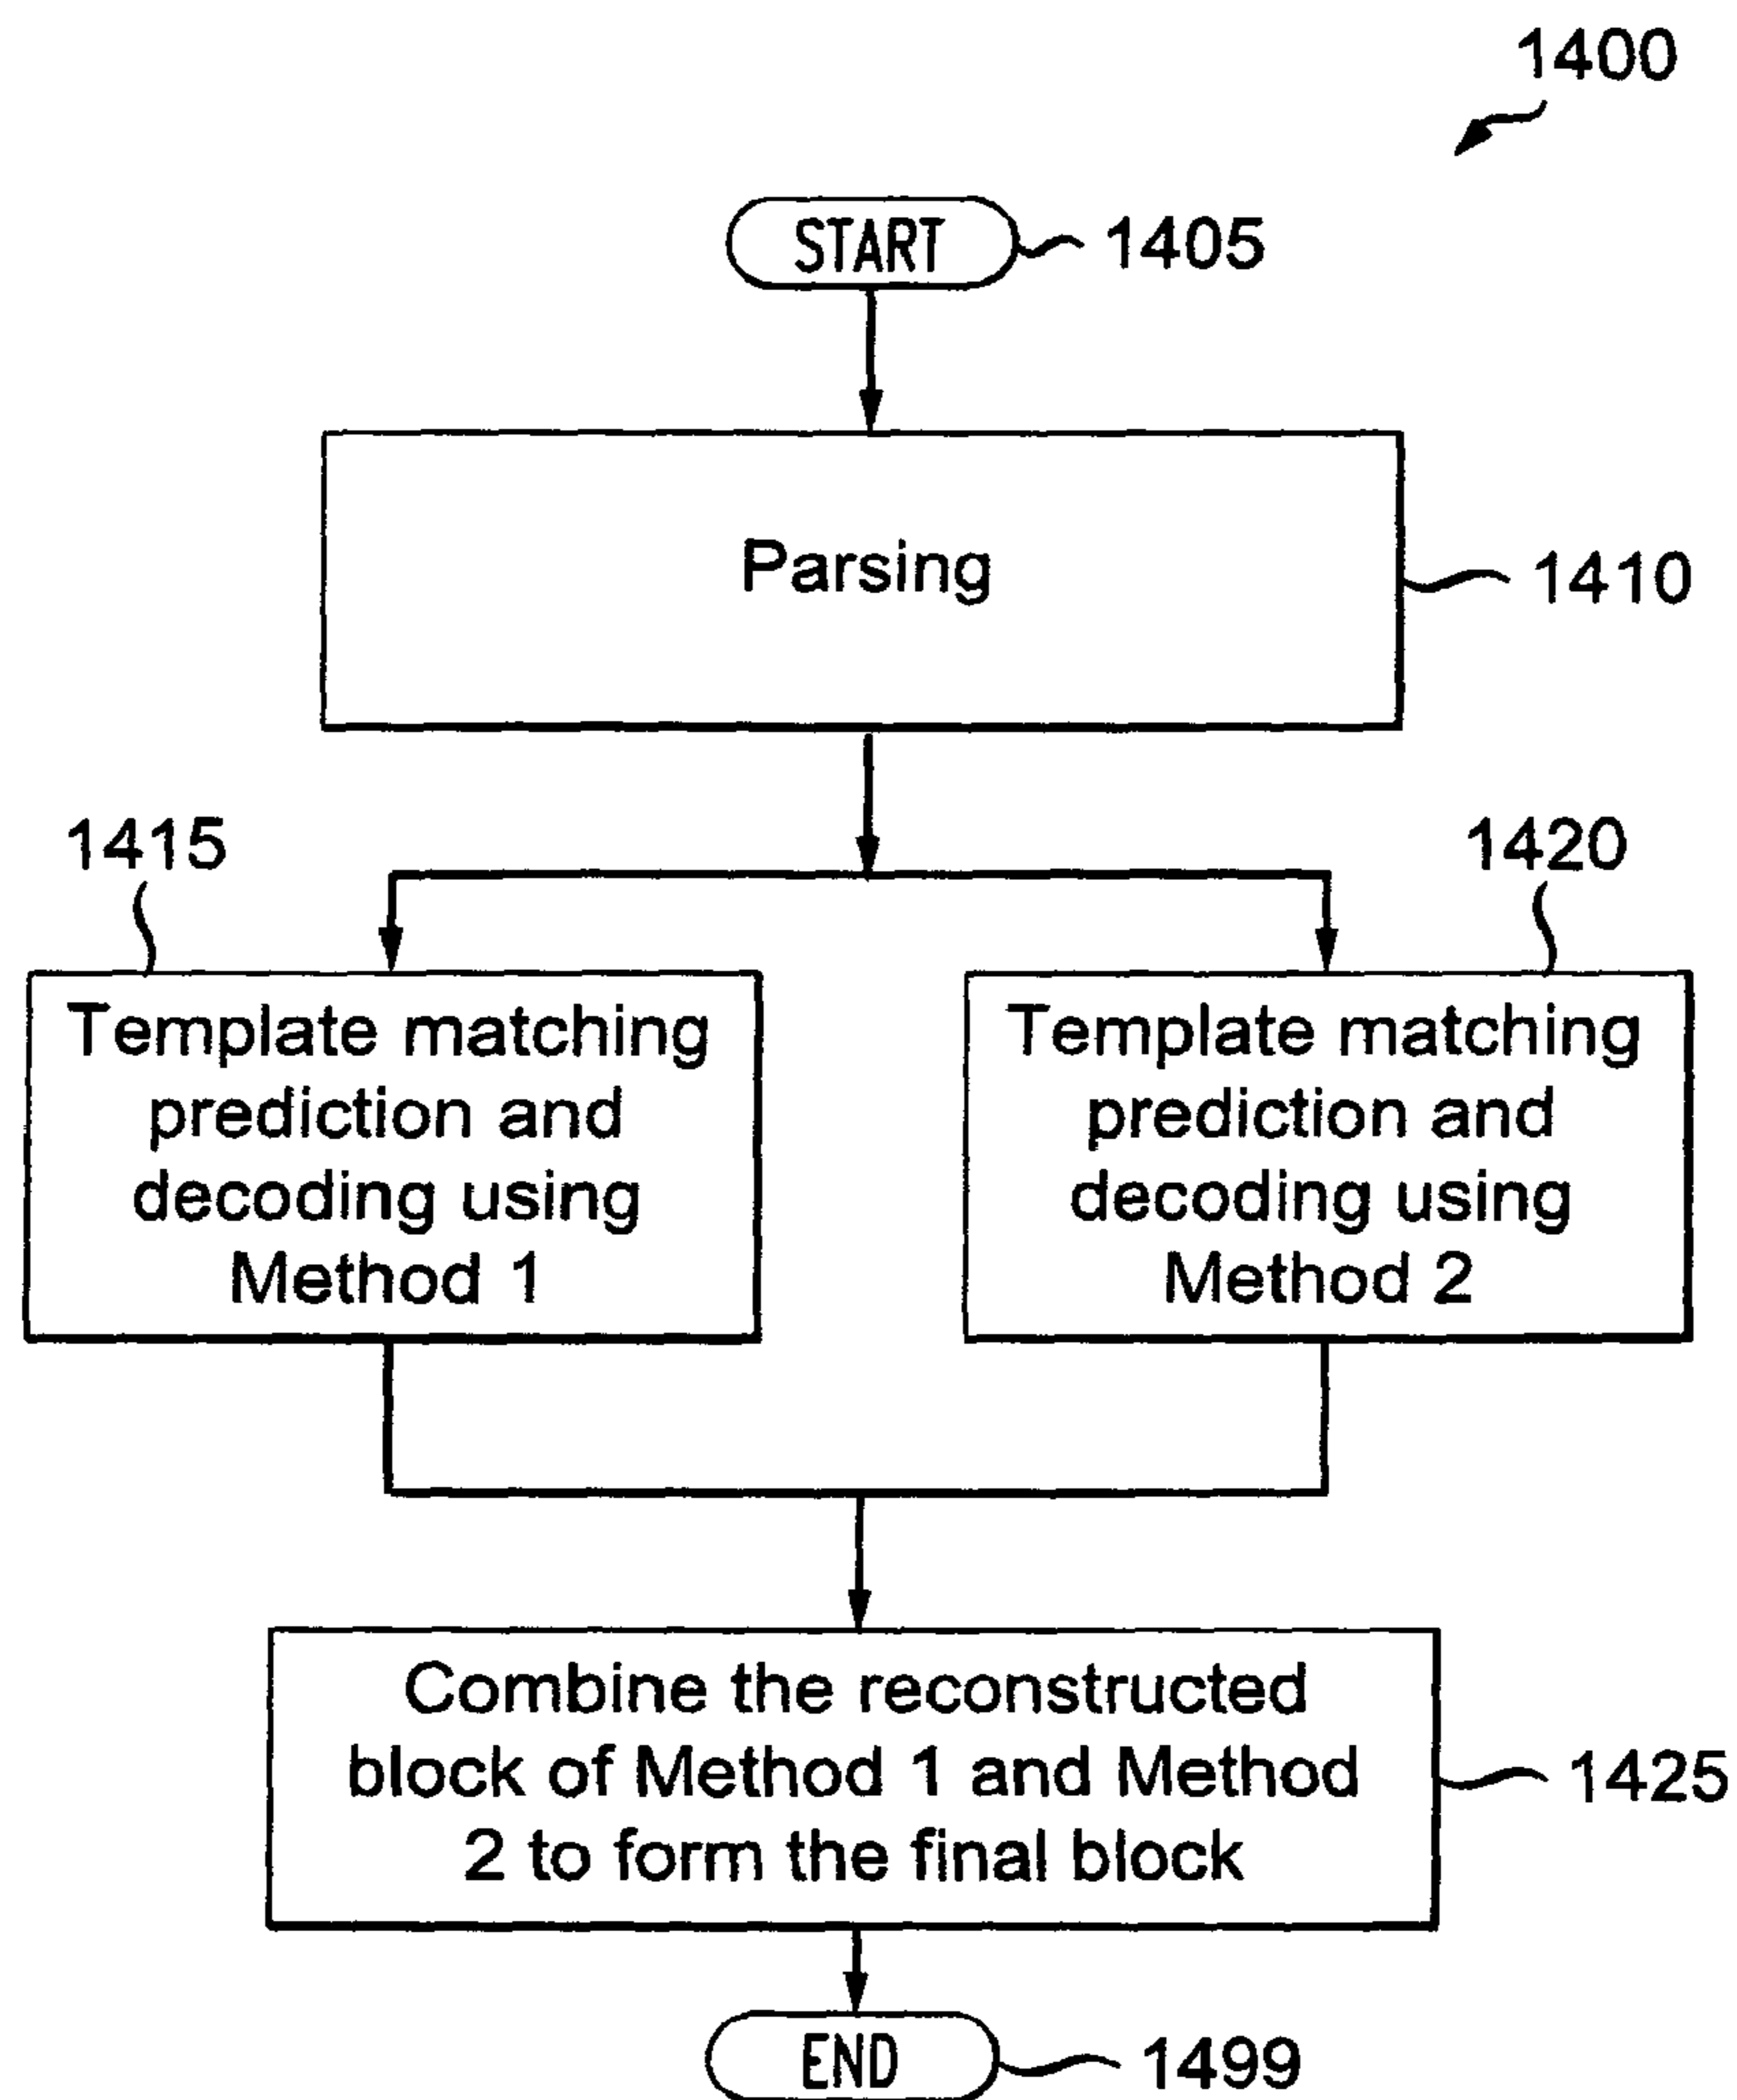 1400
START
1405
Parsing
1410
1415
1420
Template matching
prediction and
decoding using
Method 1
Template matching
prediction and
decoding using
Method 2
Combine the reconstructed
block of Method 1 and Method
2 to form the final block
1425
END
1499